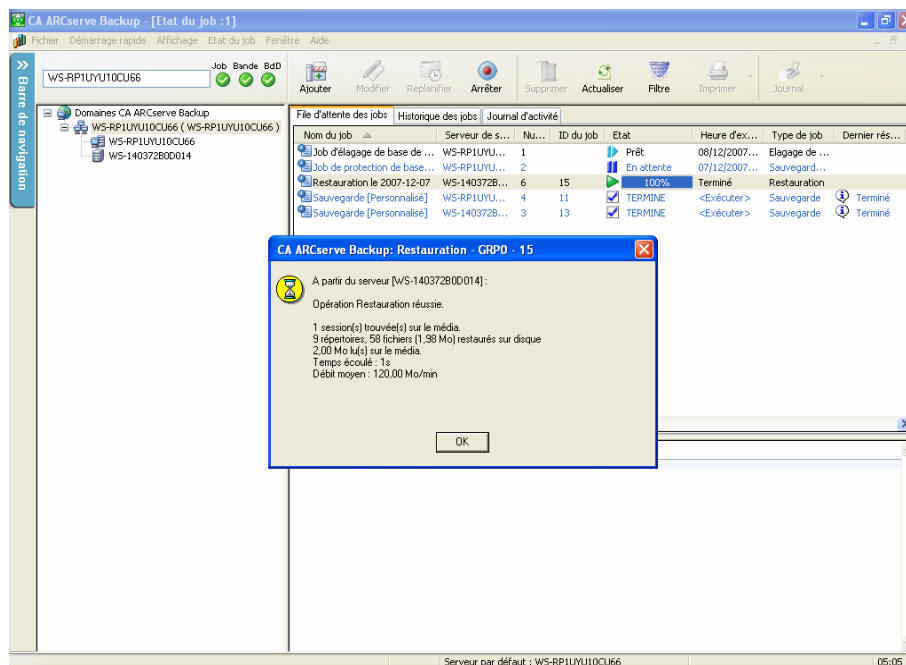 CA ARCserve Backup - [Etat du job :1]
Fichier Démarrage rapide Affichage Etat du job Fenêtre Aide
Barre de navigation
WS-RP1UYU10CU66
Job Bande BdD
Ajouter Modifier Replanifier Arrêter Supprimer Actualiser Filtre Imprimer Journal
Domaines CA ARCserve Backup
WS-RP1UYU10CU66 ( WS-RP1UYU10CU66 )
WS-RP1UYU10CU66
WS-140372B0D014
File d'attente des jobs Historique des jobs Journal d'activité
Nom du job Serveur de s... Nu... ID du job Etat Heure d'ex... Type de job Dernier rés...
Job d'élagage de base de ... WS-RP1UYU... 1 Prêt 08/12/2007... Elagage de ...
Job de protection de base... WS-RP1UYU... 2 En attente 07/12/2007... Sauvegard...
Restauration le 2007-12-07 WS-140372B... 6 15 100% Terminé Restauration
Sauvegarde [Personnalisé] WS-RP1UYU... 4 11 TERMINE <Exécuter> Sauvegarde Terminé
Sauvegarde [Personnalisé] WS-140372B... 3 13 TERMINE <Exécuter> Sauvegarde Terminé
CA ARCserve Backup: Restauration - GRP0 - 15
A partir du serveur [WS-140372B0D014] :
Opération Restauration réussie.
1 session(s) trouvée(s) sur le média.
9 répertoires, 58 fichiers (1,98 Mo) restaurés sur disque
2,00 Mo lu(s) sur le média.
Temps écoulé : 1s
Débit moyen : 120,00 Mo/min
OK
Serveur par défaut : WS-RP1UYU10CU66
05:05